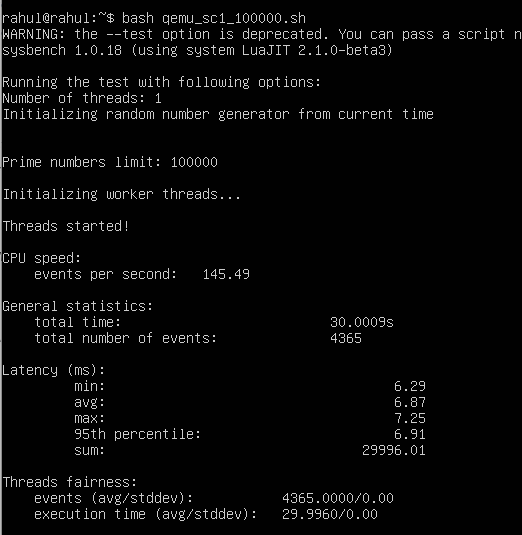 rahul@rahul:~$ bash qemu_sc1_100000.sh
WARNING: the --test option is deprecated. You can pass a script n
sysbench 1.0.18 (using system LuaJIT 2.1.0-beta3)
Running the test with following options:
Number of threads: 1
Initializing random number generator from current time
Prime numbers limit: 100000
Initializing worker threads...
Threads started!
CPU speed:
events per second: 145.49
General statistics:
total time: 30.0009s
total number of events: 4365
Latency (ms):
min: 6.29
avg: 6.87
max: 7.25
95th percentile: 6.91
sum: 29996.01
Threads fairness:
events (avg/stddev): 4365.0000/0.00
execution time (avg/stddev): 29.9960/0.00